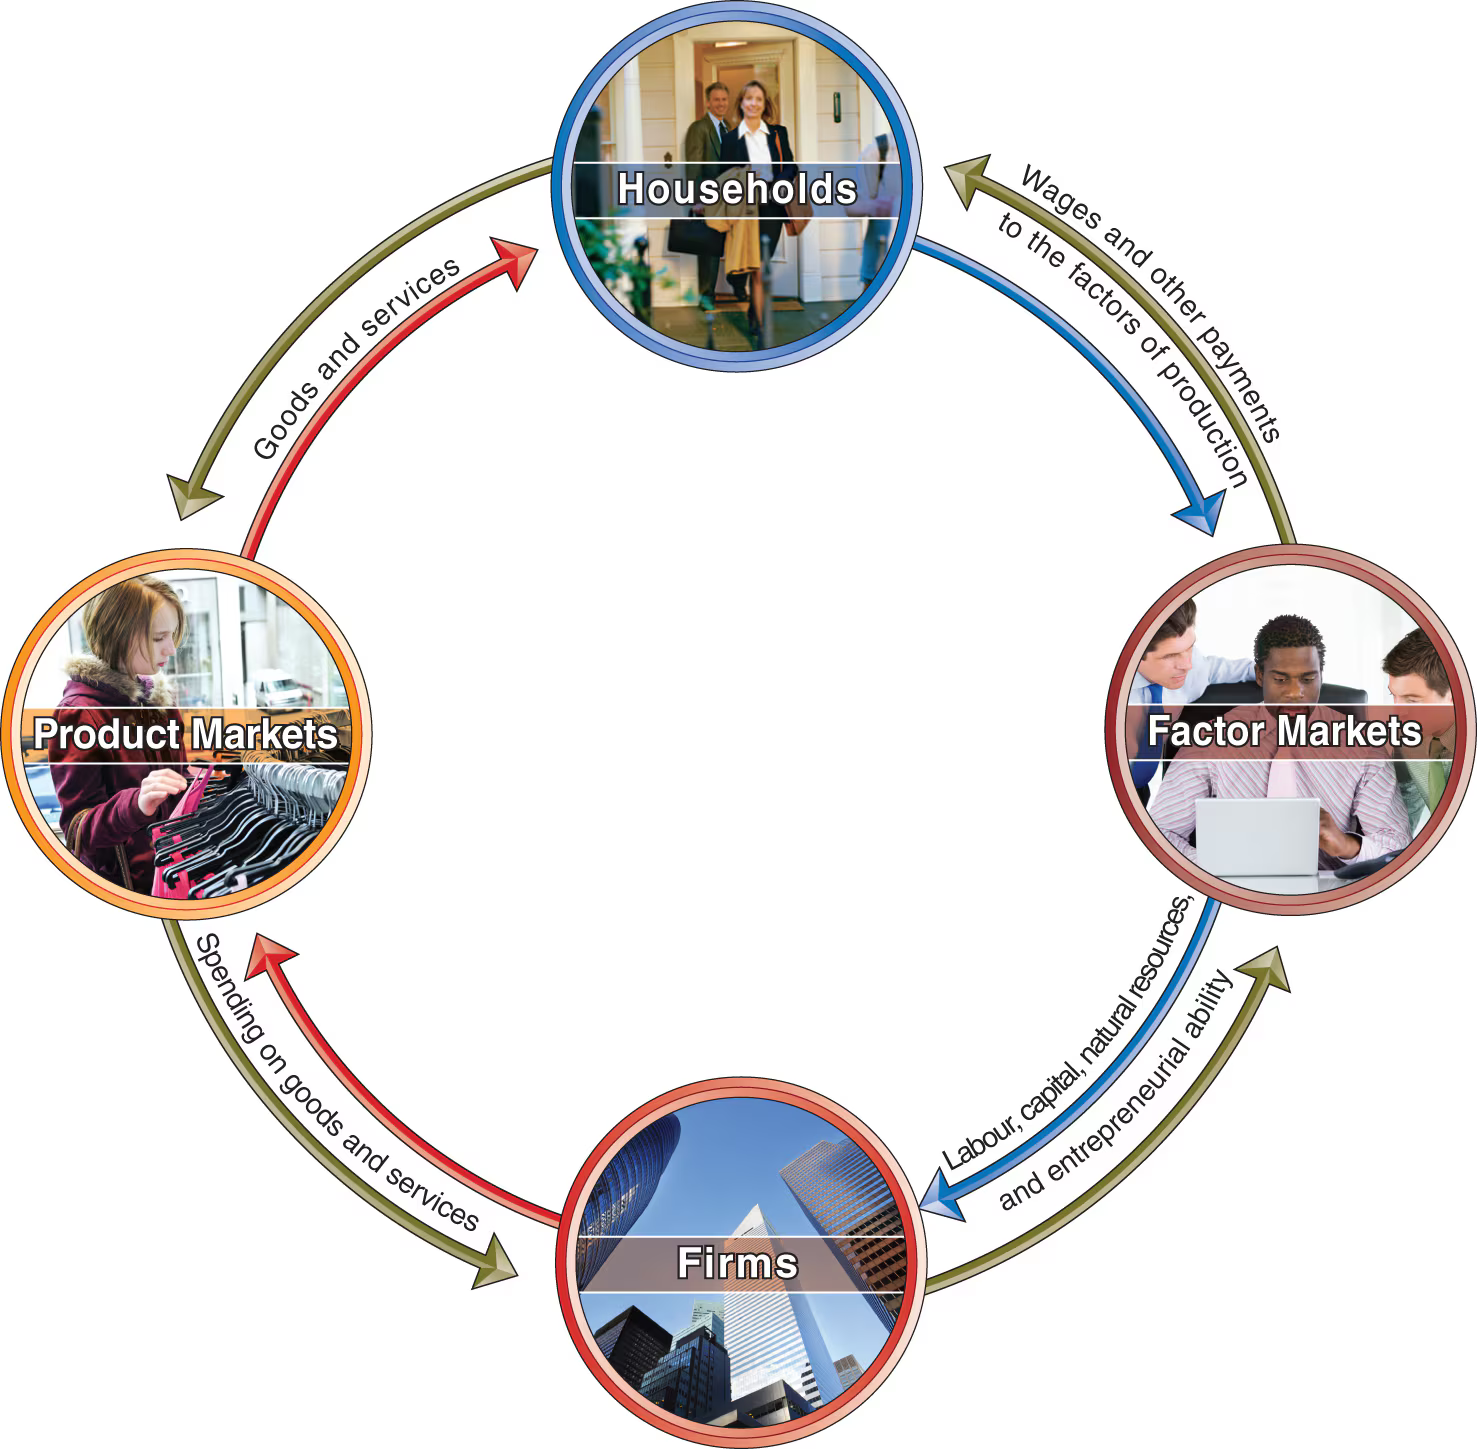 Households
Wages and other payments
to the factors of production
Goods and services
Product Markets
Factor Markets
Spending on goods and services
Labour, capital, natural resources,
and entrepreneurial ability
Firms